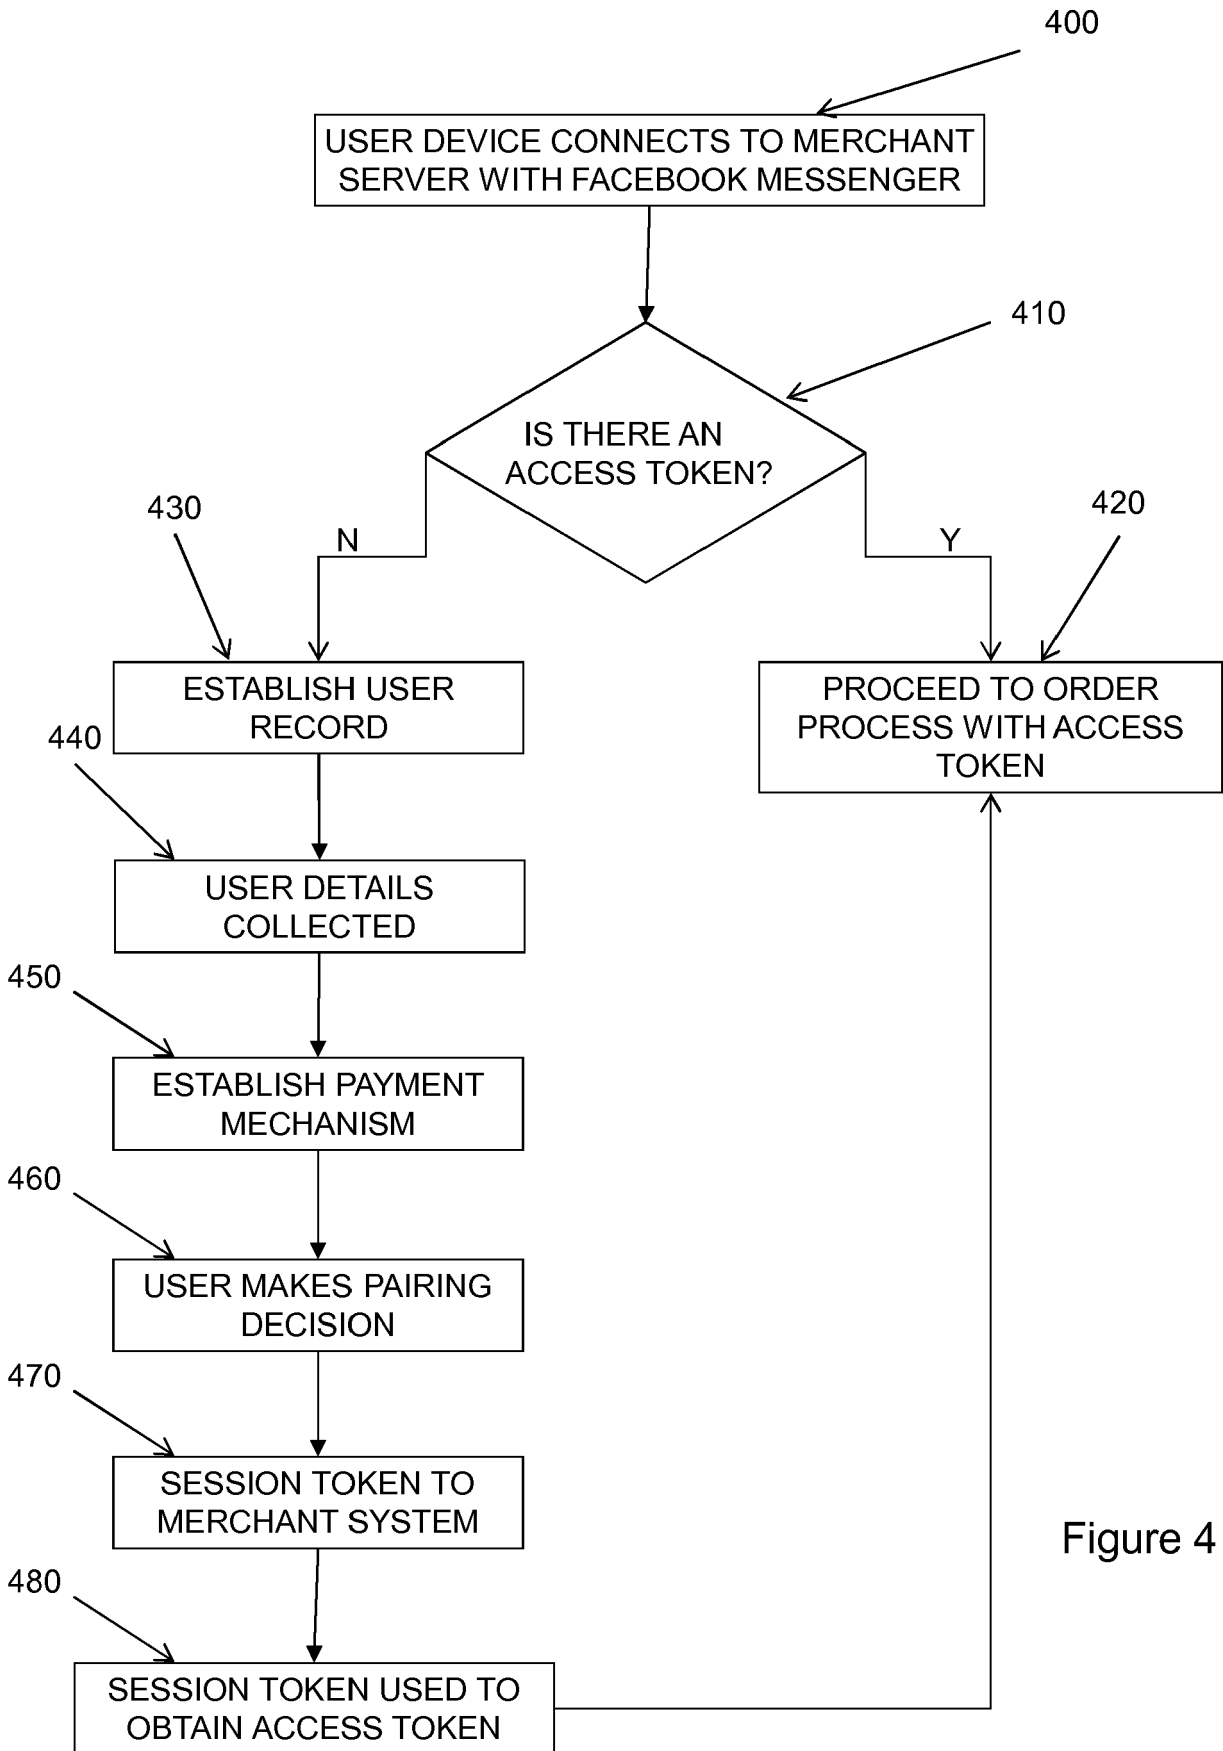 400
USER DEVICE CONNECTS TO MERCHANT
SERVER WITH FACEBOOK MESSENGER
410
IS THERE AN
ACCESS TOKEN?
430
N
Y
420
ESTABLISH USER
RECORD
PROCEED TO ORDER
PROCESS WITH ACCESS
TOKEN
440
USER DETAILS
COLLECTED
450
ESTABLISH PAYMENT
MECHANISM
460
USER MAKES PAIRING
DECISION
470
SESSION TOKEN TO
MERCHANT SYSTEM
Figure 4
480
SESSION TOKEN USED TO
OBTAIN ACCESS TOKEN